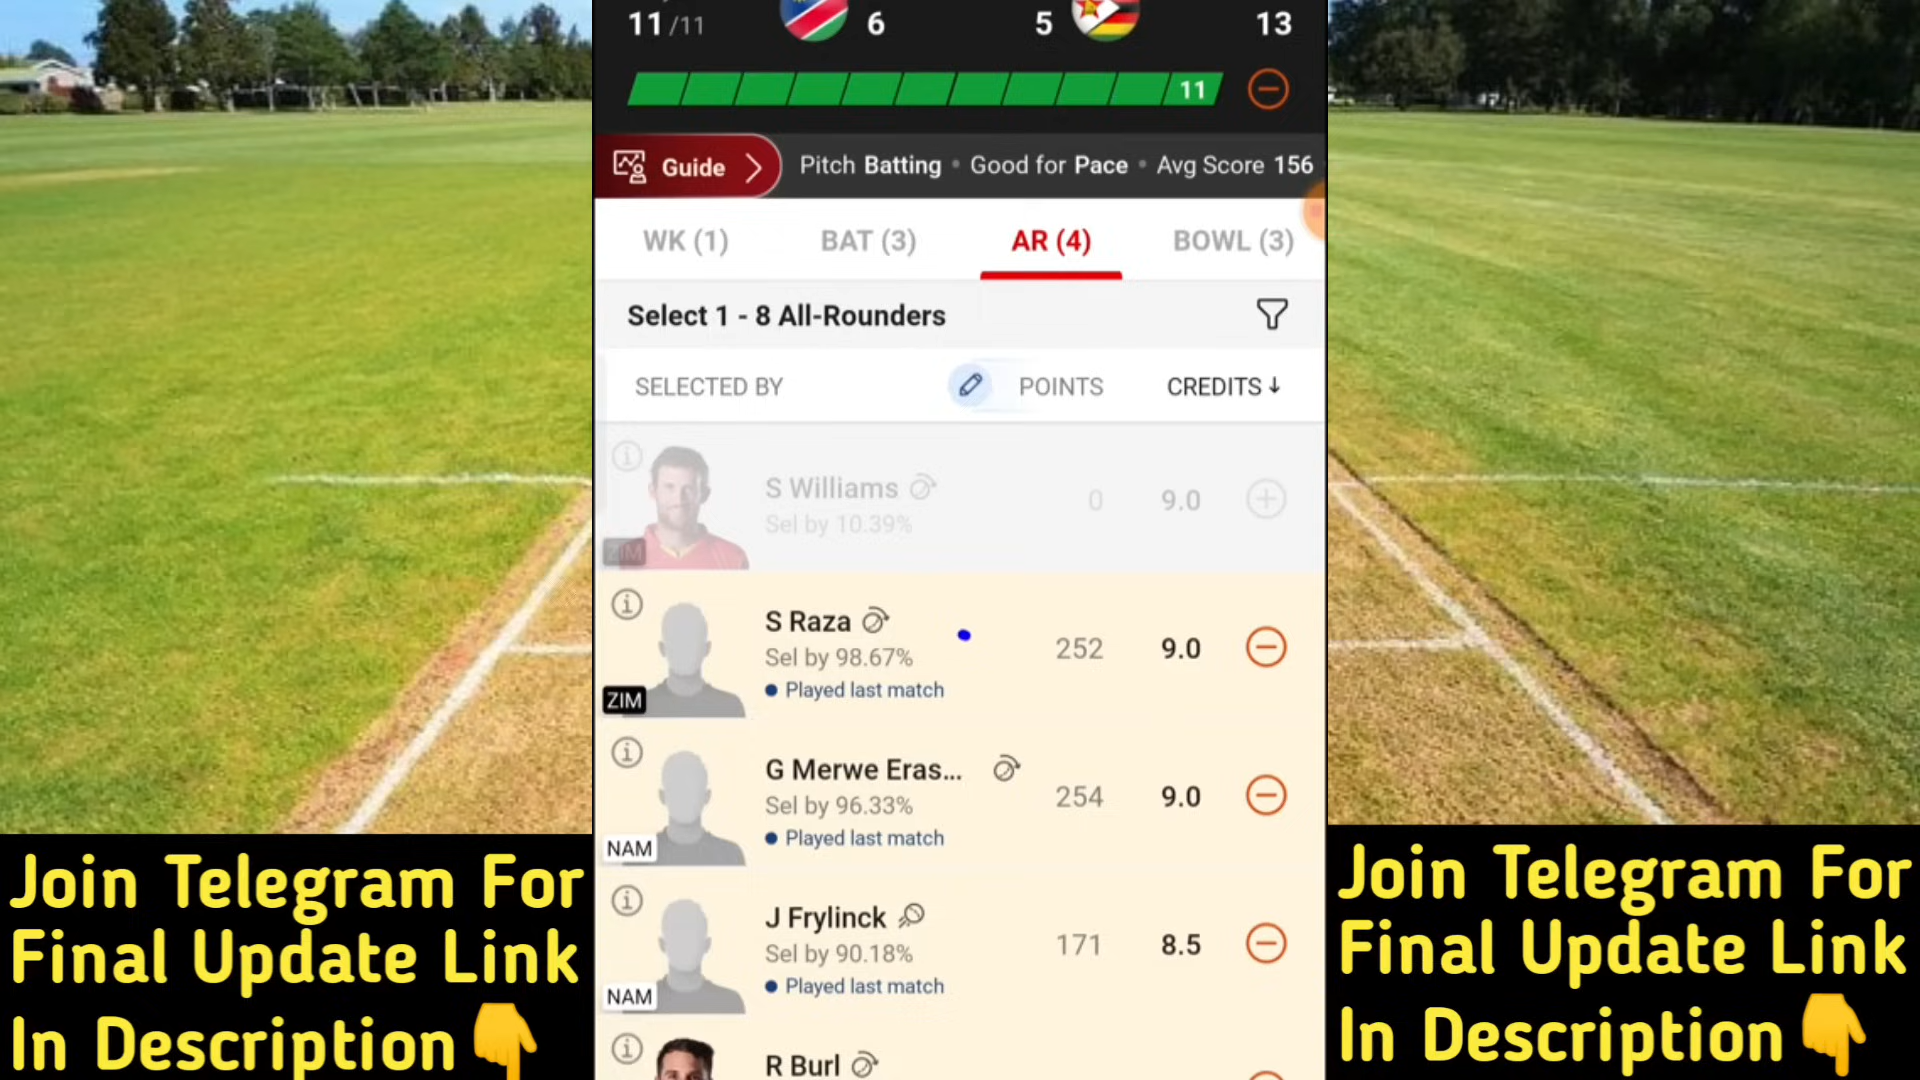 11/11 6 5 13
11
Guide Pitch Batting • Good for Pace • Avg Score 156
WK (1) BAT (3) AR (4) BOWL (3)
Select 1 - 8 All-Rounders
SELECTED BY POINTS CREDITS ↓
S Williams
Sel by 10.39%
0 9.0
ZIM
S Raza
Sel by 98.67%
252 9.0
• Played last match
ZIM
G Merwe Eras...
Sel by 96.33%
254 9.0
• Played last match
NAM
J Frylinck
Sel by 90.18%
171 8.5
• Played last match
NAM
R Burl
Join Telegram For
Final Update Link
In Description👇
Join Telegram For
Final Update Link
In Description👇